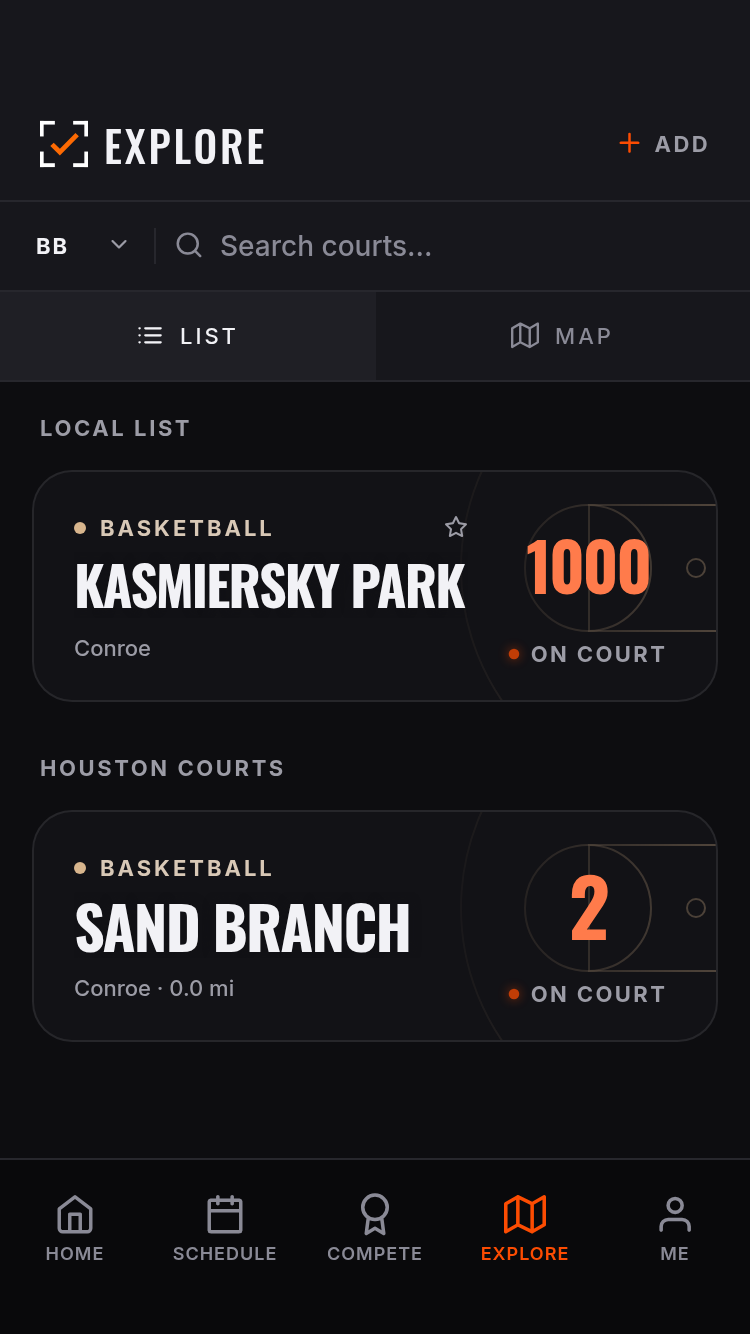 EXPLORE
ADD
BB
Search courts...
LIST
MAP
LOCAL LIST
BASKETBALL
KASMIERSKY PARK
Conroe
1000
ON COURT
HOUSTON COURTS
BASKETBALL
SAND BRANCH
Conroe · 0.0 mi
2
ON COURT
HOME
SCHEDULE
COMPETE
EXPLORE
ME